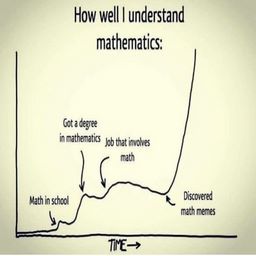 How well I understand
mathematics:
Got a degree
in mathematics
Job that involves
math
Math in school
Discovered
math memes
TIME→